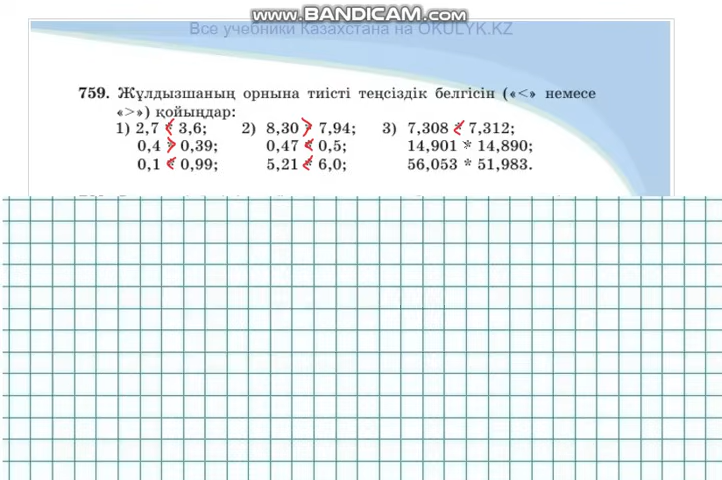 www.BANDICAM.com
Все учебники Казахстана на OKULYK.KZ
759. Жұлдызшаның орнына тиісті теңсіздік белгісін («<» немесе
«>») қойыңдар:
1) 2,7 < 3,6; 2) 8,30 > 7,94; 3) 7,308 < 7,312;
0,4 > 0,39; 0,47 < 0,5; 14,901 * 14,890;
0,1 < 0,99; 5,21 < 6,0; 56,053 * 51,983.